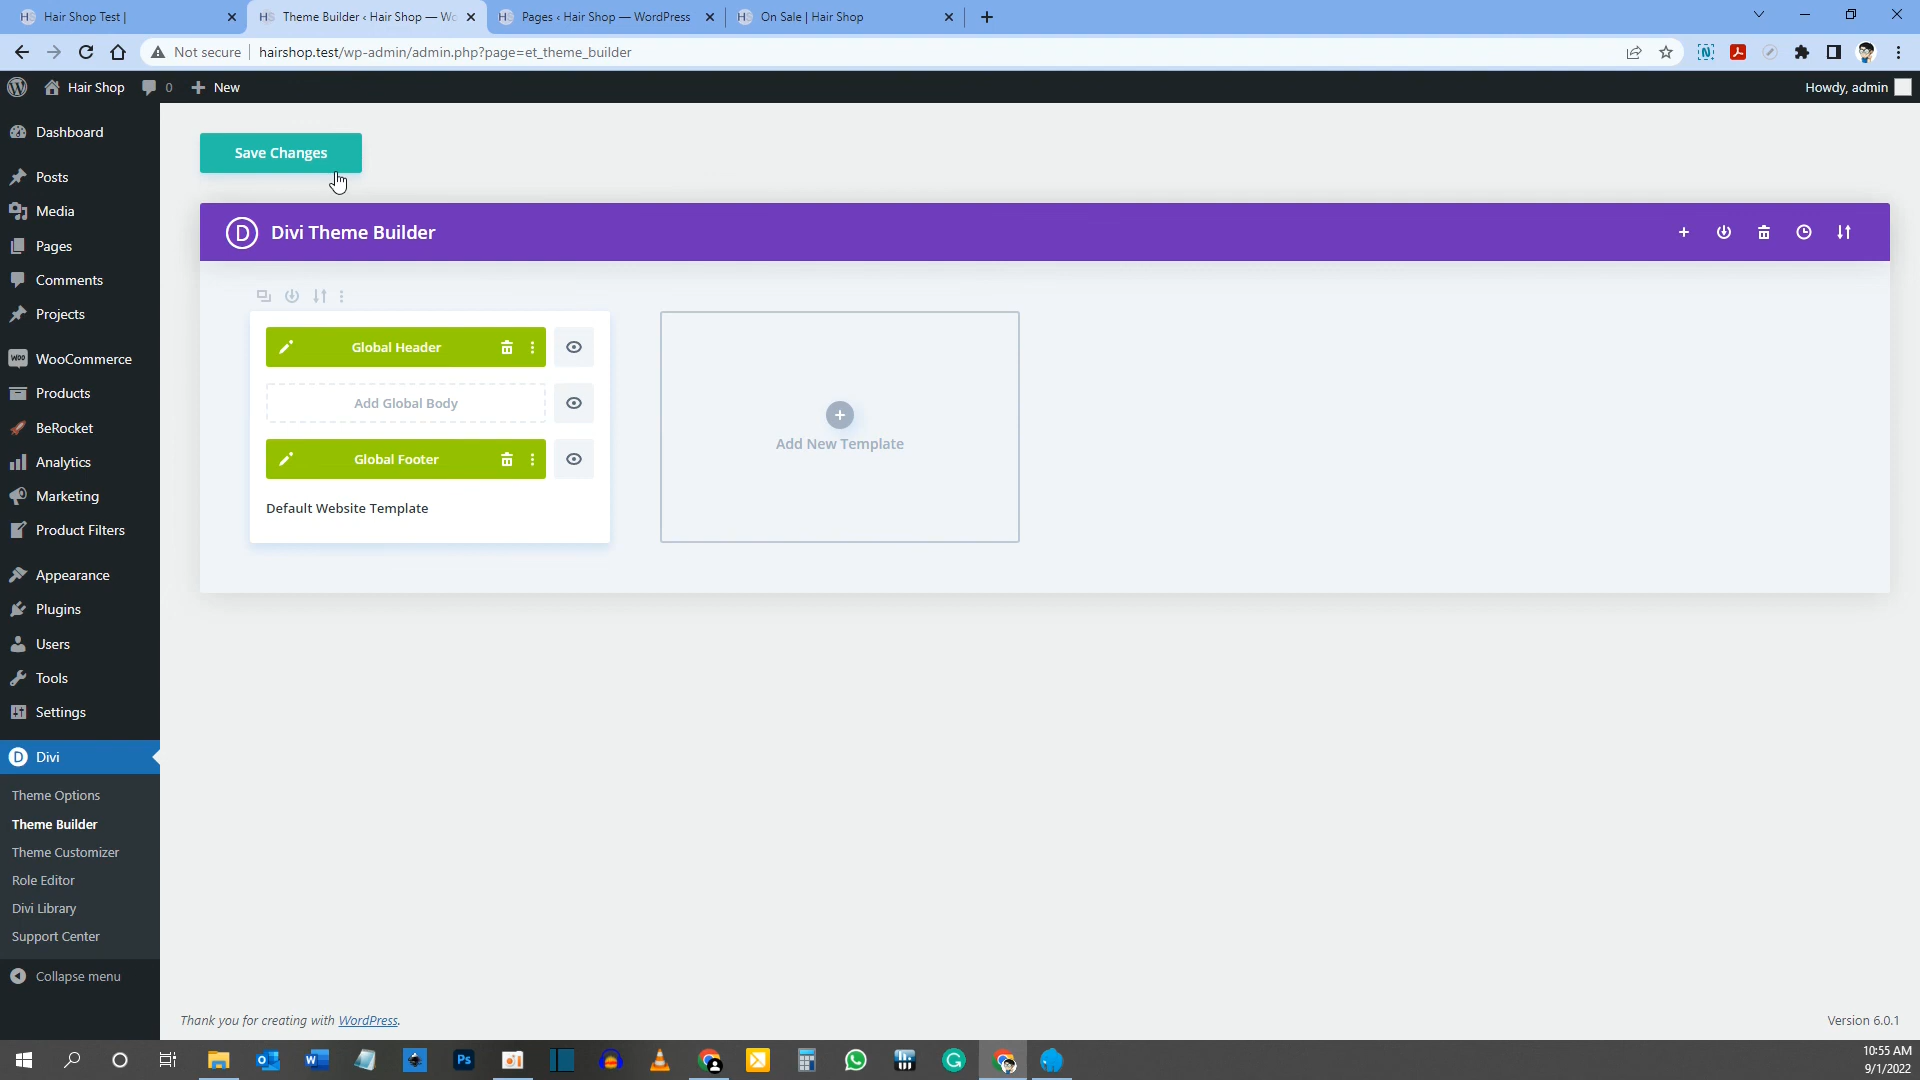 Hair Shop Test |
Theme Builder ‹ Hair Shop — Wo
Pages ‹ Hair Shop — WordPress
On Sale | Hair Shop
Not secure
hairshop.test/wp-admin/admin.php?page=et_theme_builder
Hair Shop
0
New
Howdy, admin
Dashboard
Posts
Media
Pages
Comments
Projects
WooCommerce
Products
BeRocket
Analytics
Marketing
Product Filters
Appearance
Plugins
Users
Tools
Settings
Divi
Theme Options
Theme Builder
Theme Customizer
Role Editor
Divi Library
Support Center
Collapse menu
Save Changes
D
Divi Theme Builder
Global Header
Add Global Body
Global Footer
Default Website Template
Add New Template
Thank you for creating with WordPress.
Version 6.0.1
Ps
10:55 AM
9/1/2022